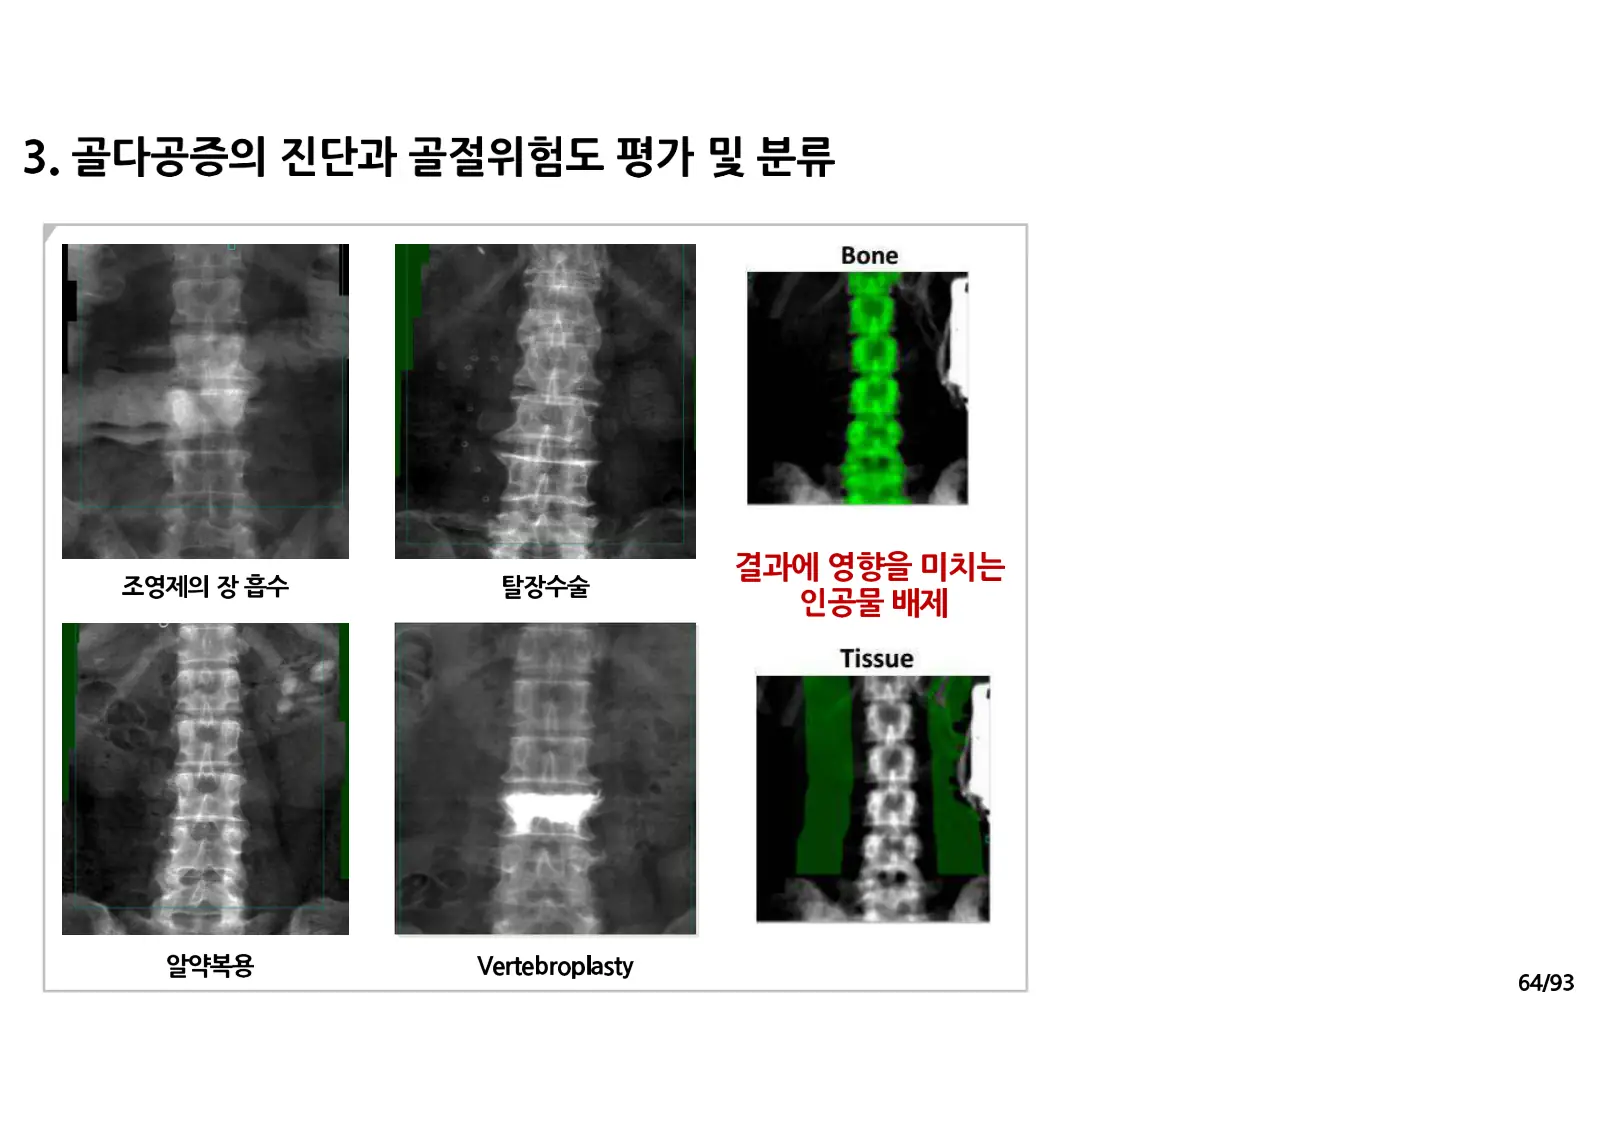 3. 골다공증의 진단과 골절위험도 평가 및 분류
조영제의 장 흡수
탈장수술
알약복용
Vertebroplasty
Bone
결과에 영향을 미치는
인공물 배제
Tissue
64/93